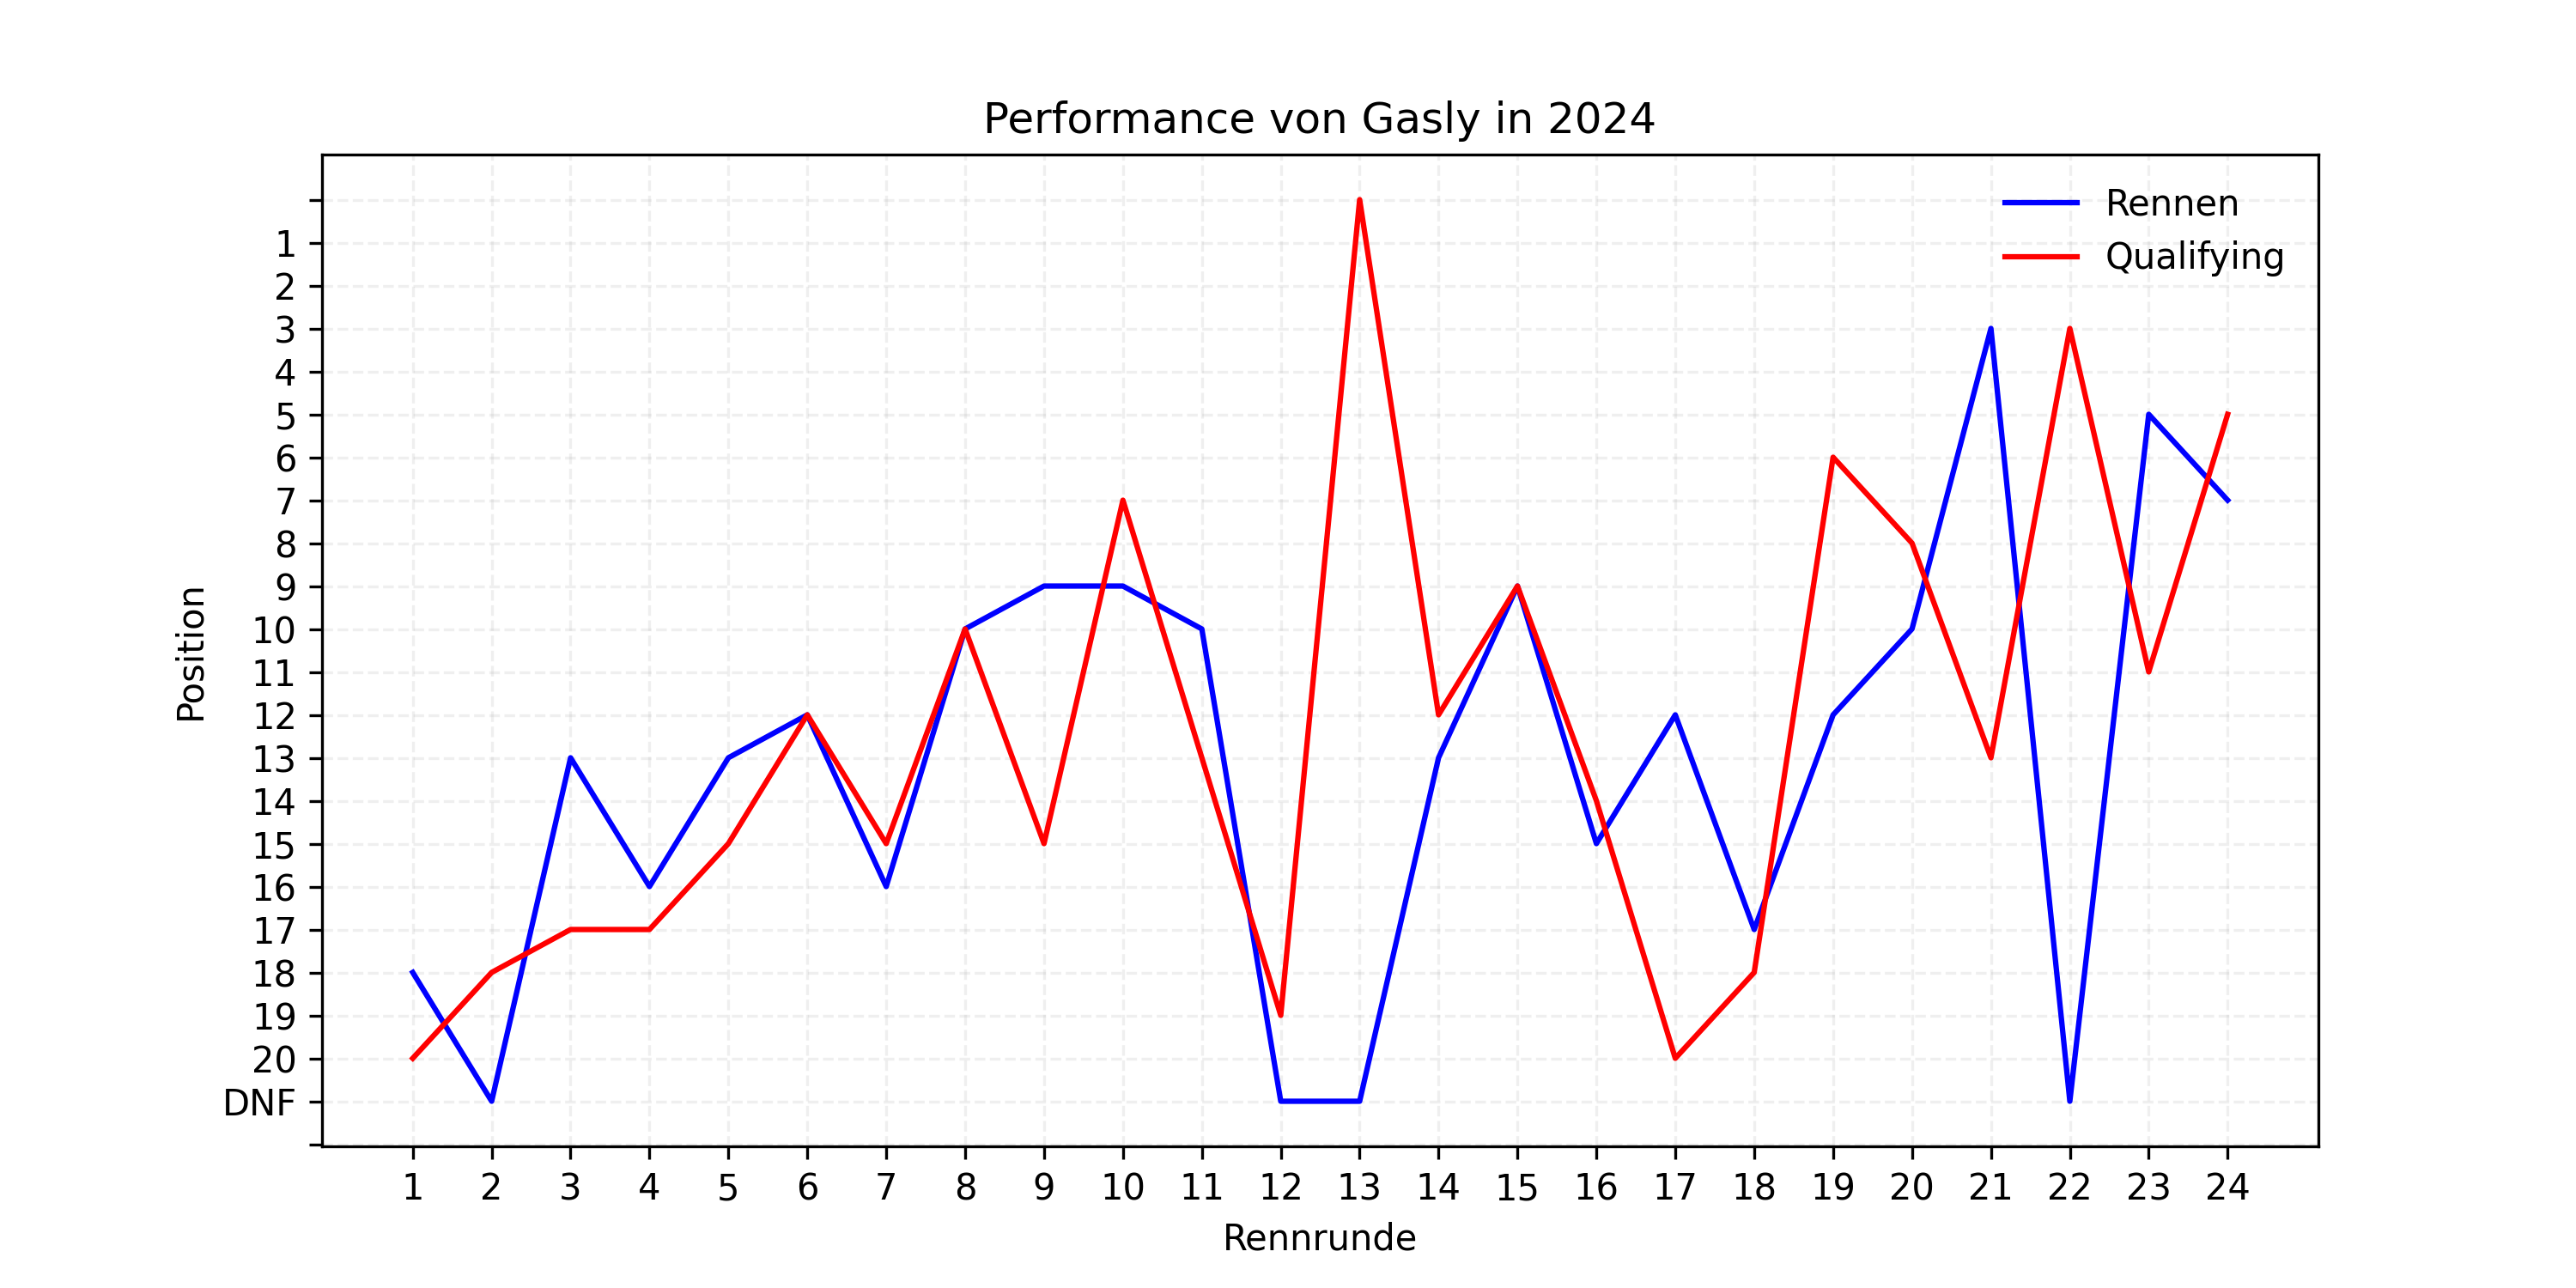 Performance von Gasly in 2024
Rennen
Qualifying
1
2
3
4
5
6
7
8
9
10
11
12
13
14
15
16
17
18
19
20
DNF
Position
1 2 3 4 5 6 7 8 9 10 11 12 13 14 15 16 17 18 19 20 21 22 23 24
Rennrunde